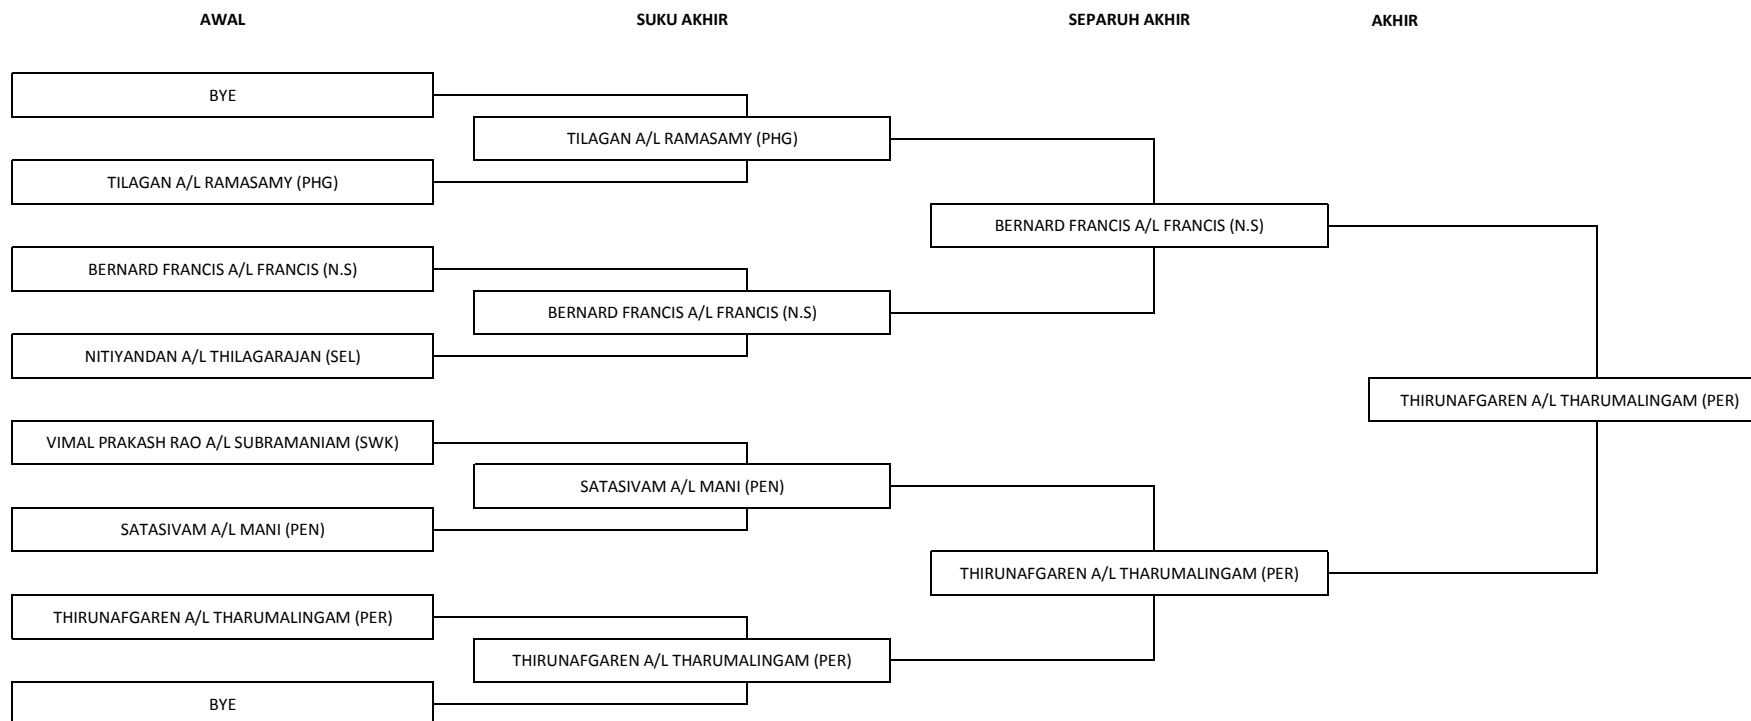 AWAL
SUKU AKHIR
SEPARUH AKHIR
AKHIR
BYE
TILAGAN A/L RAMASAMY (PHG)
TILAGAN A/L RAMASAMY (PHG)
BERNARD FRANCIS A/L FRANCIS (N.S)
BERNARD FRANCIS A/L FRANCIS (N.S)
BERNARD FRANCIS A/L FRANCIS (N.S)
NITIYANDAN A/L THILAGARAJAN (SEL)
THIRUNAFGAREN A/L THARUMALINGAM (PER)
VIMAL PRAKASH RAO A/L SUBRAMANIAM (SWK)
SATASIVAM A/L MANI (PEN)
SATASIVAM A/L MANI (PEN)
THIRUNAFGAREN A/L THARUMALINGAM (PER)
THIRUNAFGAREN A/L THARUMALINGAM (PER)
THIRUNAFGAREN A/L THARUMALINGAM (PER)
BYE